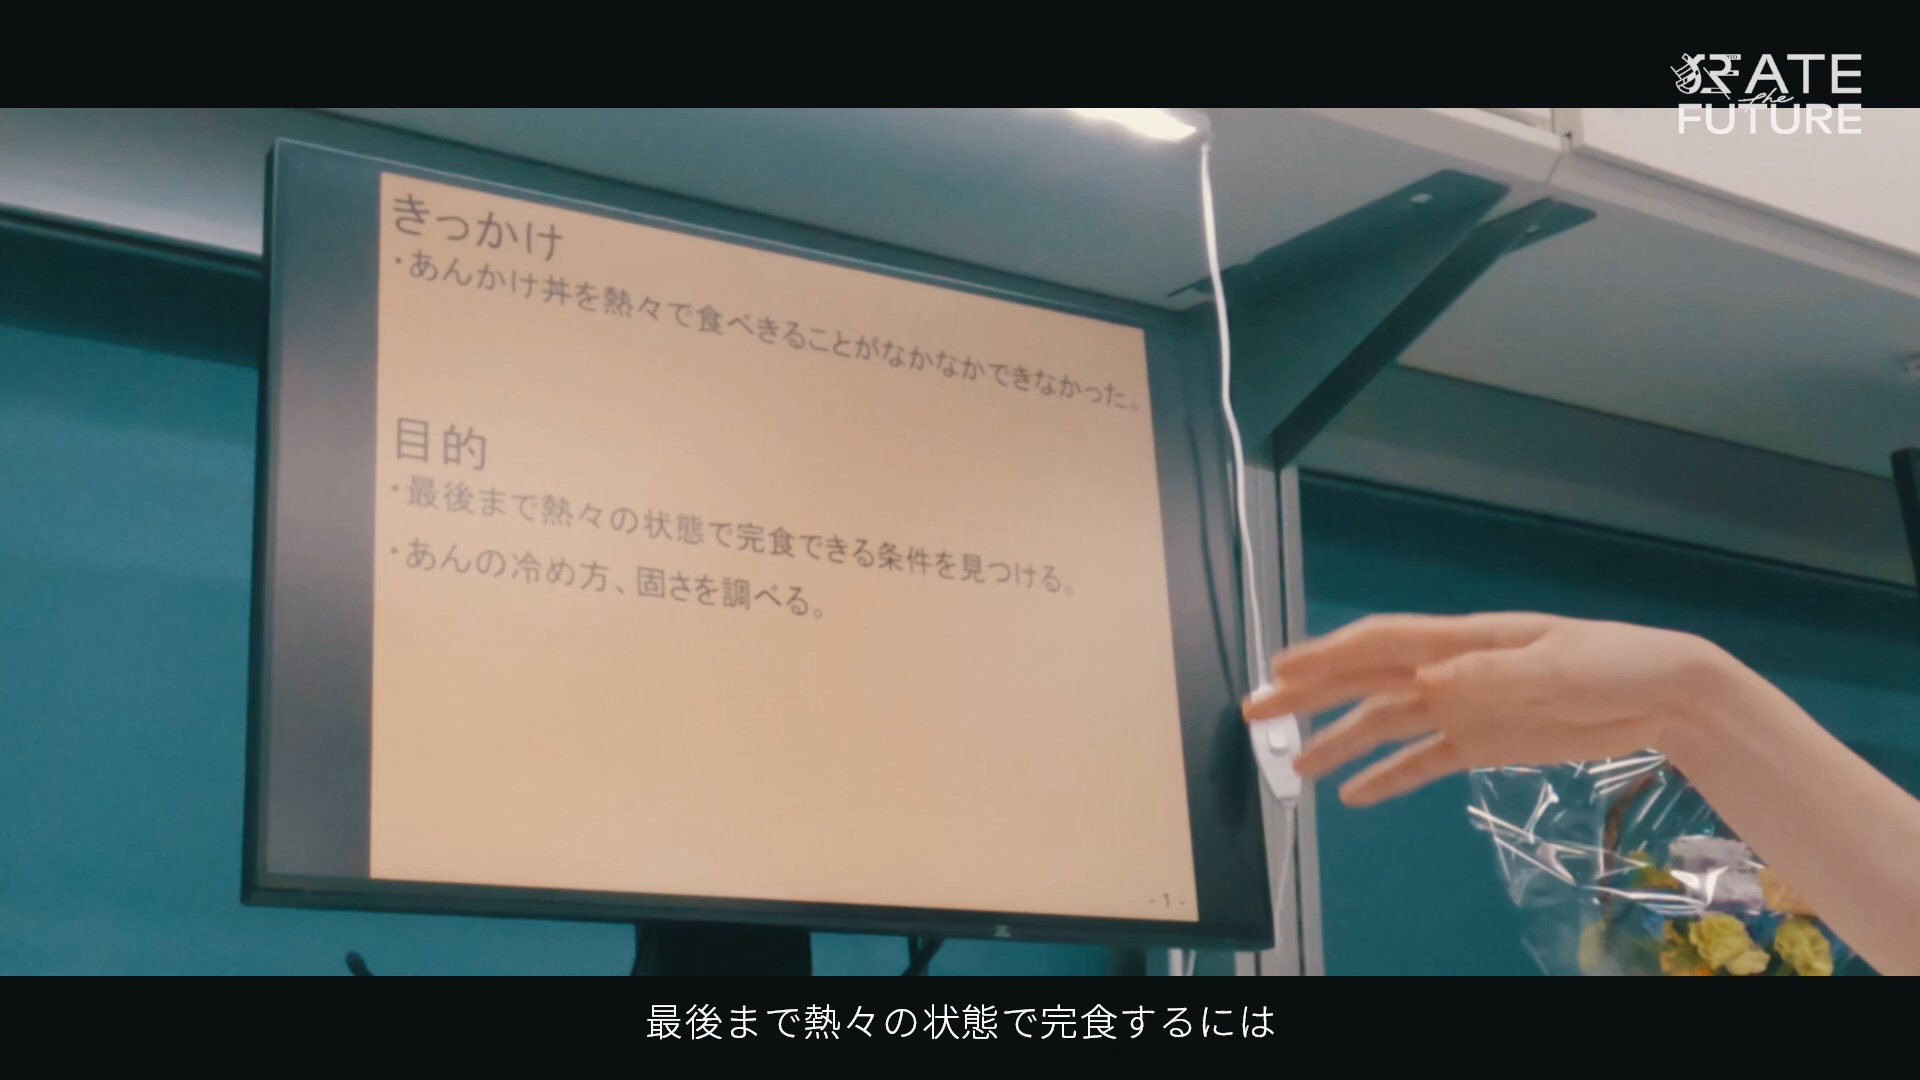 CREATE
the
FUTURE
きっかけ
・あんかけ丼を熱々で食べきることがなかなかできなかった。
目的
・最後まで熱々の状態で完食できる条件を見つける。
・あんの冷め方、固さを調べる。
- 1 -
最後まで熱々の状態で完食するには